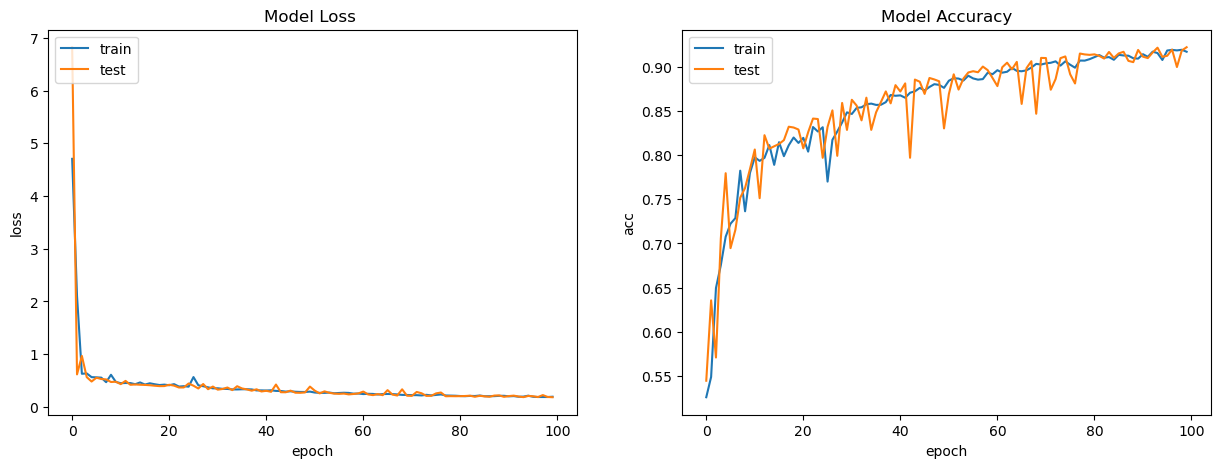 Model Loss
train
test
7
6
5
4
3
2
1
0
loss
0 20 40 60 80 100
epoch
Model Accuracy
train
test
0.90
0.85
0.80
0.75
0.70
0.65
0.60
0.55
acc
0 20 40 60 80 100
epoch